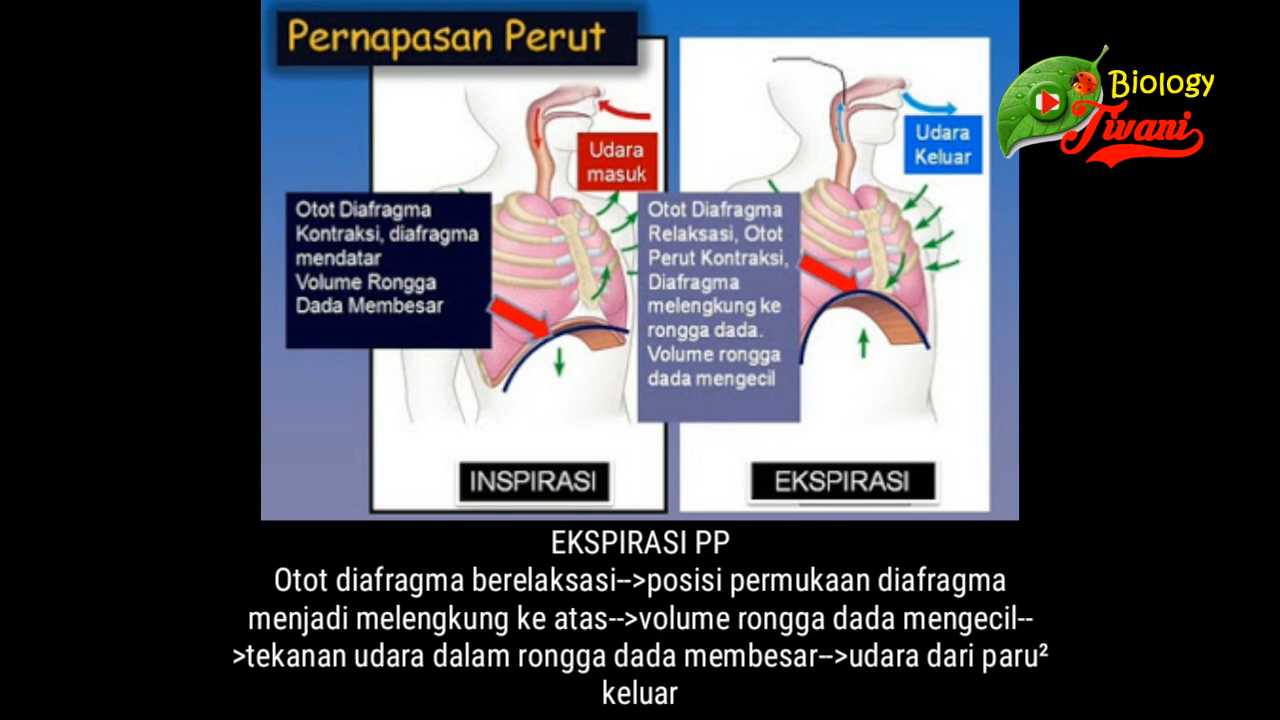 Pernapasan Perut
Biology
Tivani
Udara
masuk
Udara
Keluar
Otot Diafragma
Kontraksi, diafragma
mendatar
Volume Rongga
Dada Membesar
Otot Diafragma
Relaksasi, Otot
Perut Kontraksi,
Diafragma
melengkung ke
rongga dada.
Volume rongga
dada mengecil
INSPIRASI
EKSPIRASI
EKSPIRASI PP
Otot diafragma berelaksasi-->posisi permukaan diafragma
menjadi melengkung ke atas-->volume rongga dada mengecil--
>tekanan udara dalam rongga dada membesar-->udara dari paru²
keluar